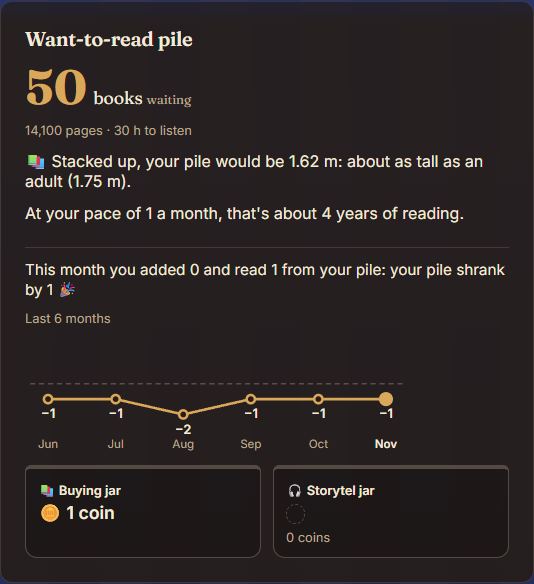 Want-to-read pile
50 books waiting
14,100 pages · 30 h to listen
📚 Stacked up, your pile would be 1.62 m: about as tall as an
adult (1.75 m).
At your pace of 1 a month, that's about 4 years of reading.
This month you added 0 and read 1 from your pile: your pile shrank
by 1 🎉
Last 6 months
−1 −1 −2 −1 −1 −1
Jun Jul Aug Sep Oct Nov
📚 Buying jar
1 coin
🎧 Storytel jar
0 coins